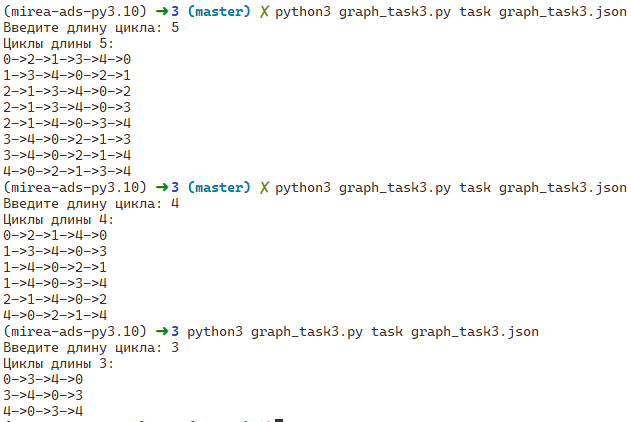 (mirea-ads-py3.10) ➜ 3 (master) ✗ python3 graph_task3.py task graph_task3.json
Введите длину цикла: 5
Циклы длины 5:
0->2->1->3->4->0
1->3->4->0->2->1
2->1->3->4->0->2
2->1->3->4->0->3
2->1->4->0->3->4
3->4->0->2->1->3
3->4->0->2->1->4
4->0->2->1->3->4
(mirea-ads-py3.10) ➜ 3 (master) ✗ python3 graph_task3.py task graph_task3.json
Введите длину цикла: 4
Циклы длины 4:
0->2->1->4->0
1->3->4->0->3
1->4->0->2->1
1->4->0->3->4
2->1->4->0->2
4->0->2->1->4
(mirea-ads-py3.10) ➜ 3 python3 graph_task3.py task graph_task3.json
Введите длину цикла: 3
Циклы длины 3:
0->3->4->0
3->4->0->3
4->0->3->4